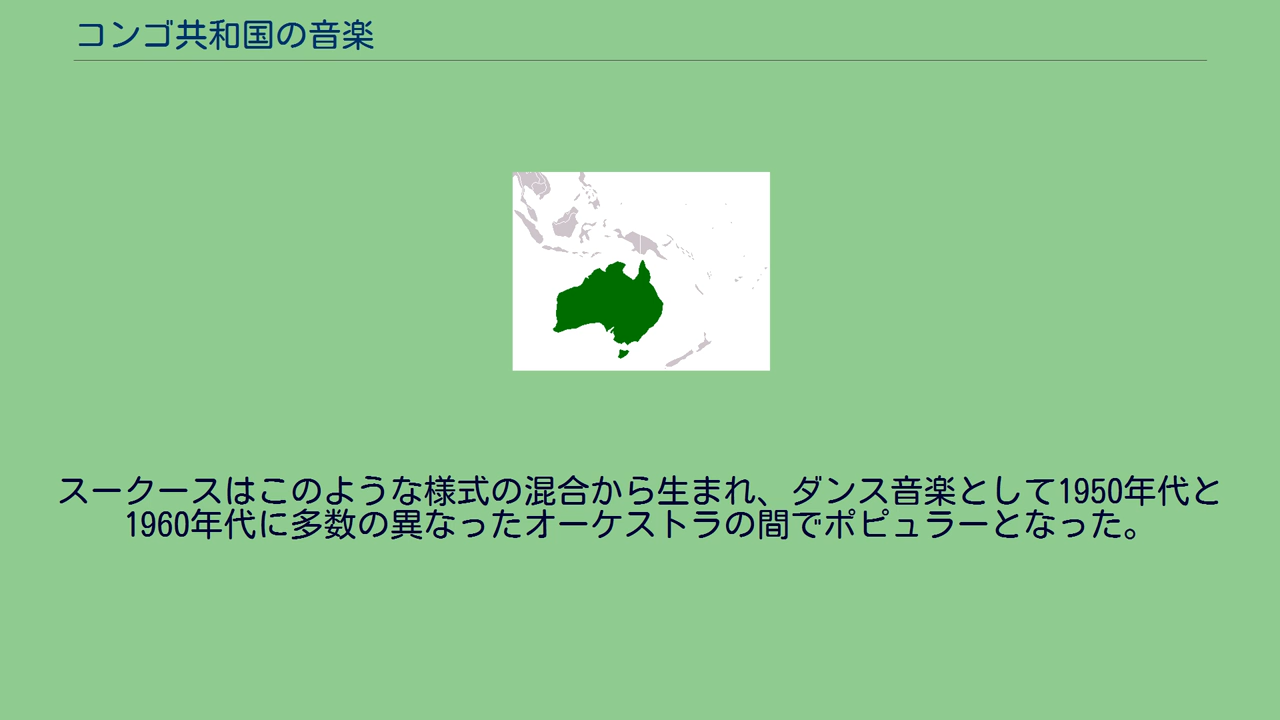 コンゴ共和国の音楽
スークースはこのような様式の混合から生まれ、ダンス音楽として1950年代と
1960年代に多数の異なったオーケストラの間でポピュラーとなった。